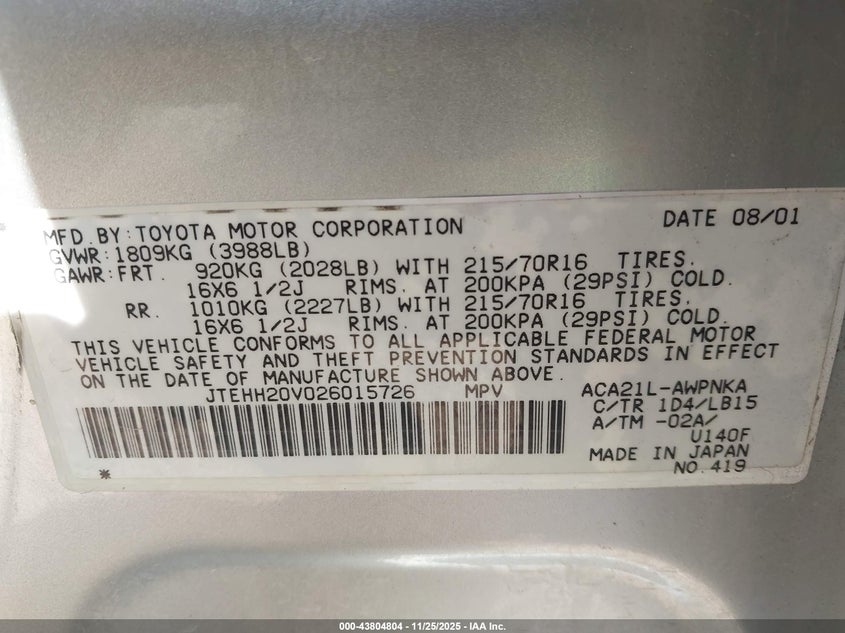 MFD.BY:TOYOTA MOTOR CORPORATION DATE 08/01
GVWR:1809KG (3988LB)
GAWR:FRT. 920KG (2028LB) WITH 215/70R16 TIRES.
16X6 1/2J RIMS. AT 200KPA (29PSI) COLD.
RR. 1010KG (2227LB) WITH 215/70R16 TIRES.
16X6 1/2J RIMS. AT 200KPA (29PSI) COLD.
THIS VEHICLE CONFORMS TO ALL APPLICABLE FEDERAL MOTOR
VEHICLE SAFETY AND THEFT PREVENTION STANDARDS IN EFFECT
ON THE DATE OF MANUFACTURE SHOWN ABOVE.
JTEHH20V026015726 MPV ACA21L-AWPNKA
C/TR 1D4/LB15
A/TM -02A/
U140F
MADE IN JAPAN
NO.419
000-43804804 - 11/25/2025 - IAA Inc.